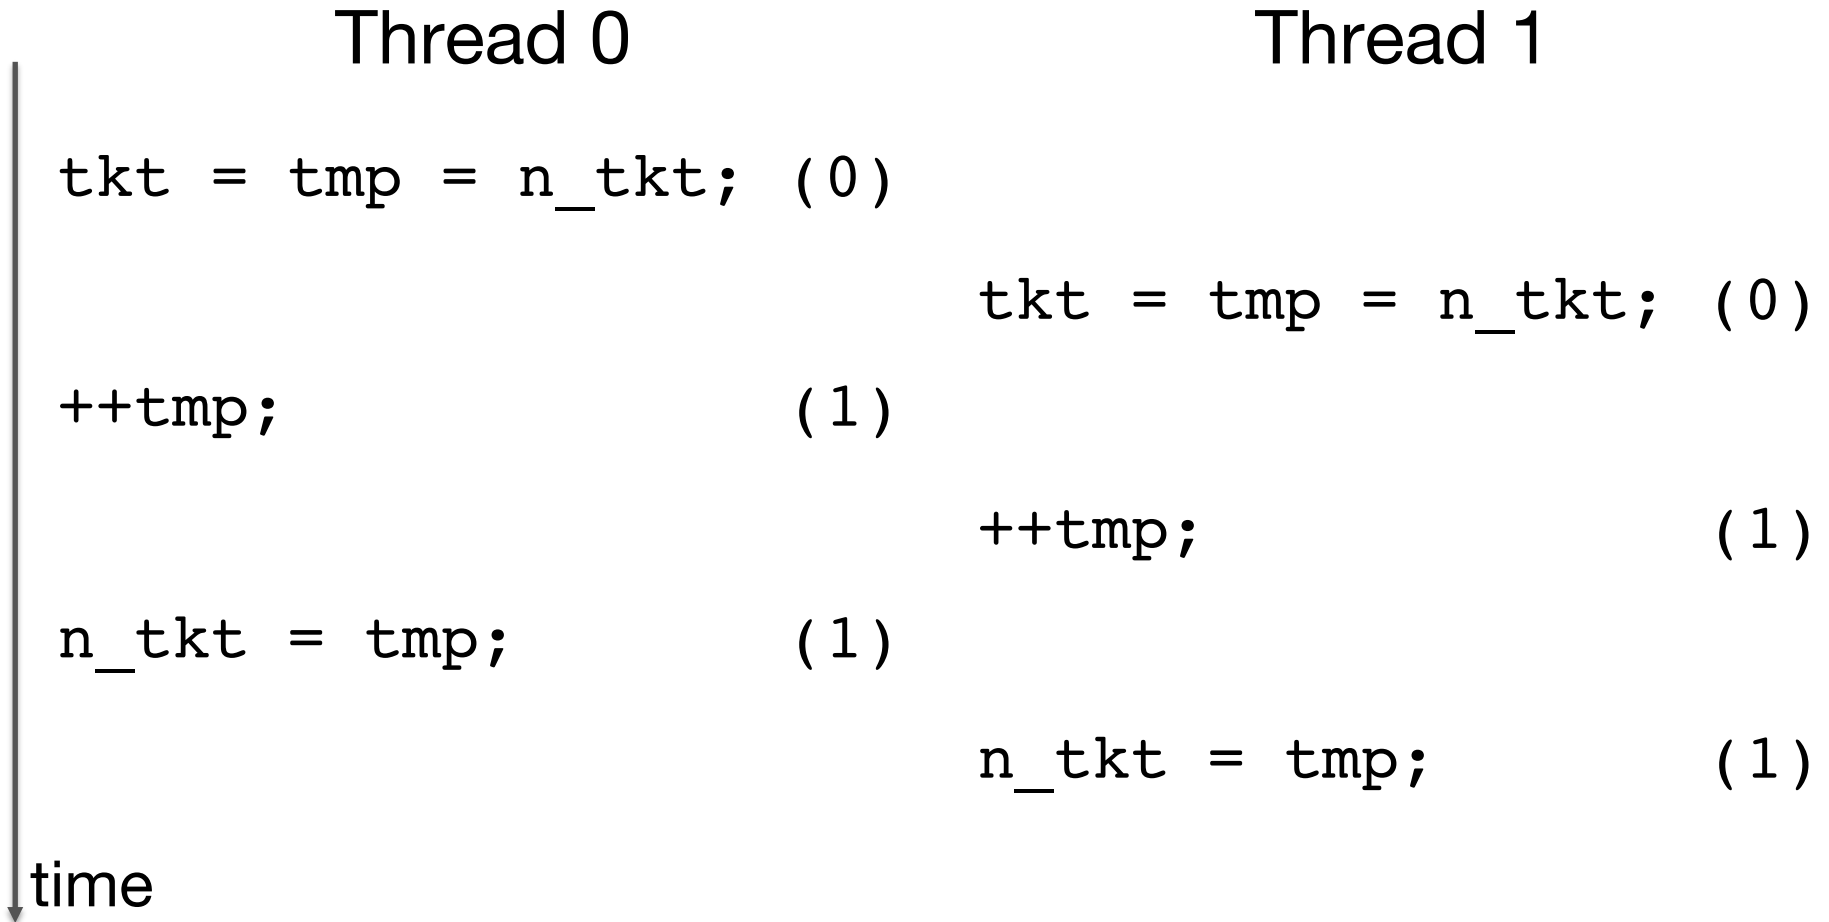 Thread 0 Thread 1
tkt = tmp = n_tkt; (0)
tkt = tmp = n_tkt; (0)
++tmp; (1)
++tmp; (1)
n_tkt = tmp; (1)
n_tkt = tmp; (1)
time